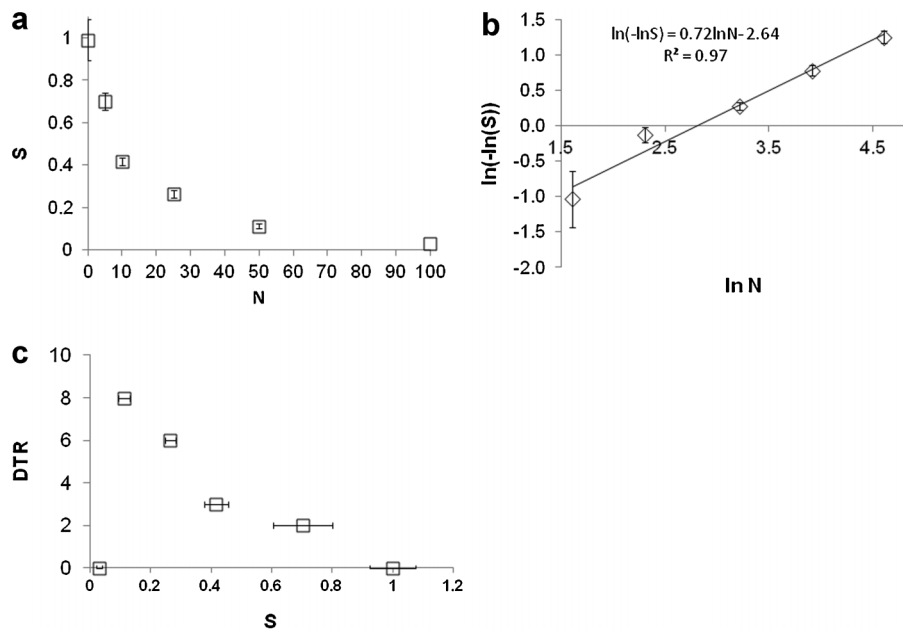 a
1
0.8
0.6
0.4
0.2
0
S
0 10 20 30 40 50 60 70 80 90 100
N
b
ln(-lnS) = 0.72lnN- 2.64
R² = 0.97
1.5
1.0
0.5
0.0
-0.5
-1.0
-1.5
-2.0
ln(-ln(S))
1.5 2.5 3.5 4.5
ln N
c
10
8
6
4
2
0
DTR
0 0.2 0.4 0.6 0.8 1 1.2
S